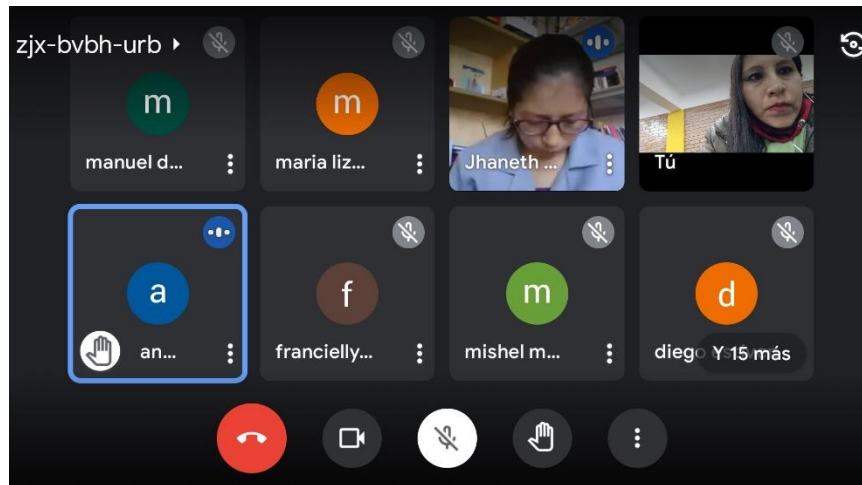 zjx-bvbh-urb
m
manuel d...
m
maria liz...
Jhaneth ...
Tú
a
an...
f
francielly...
m
mishel m...
d
diego
Y 15 más